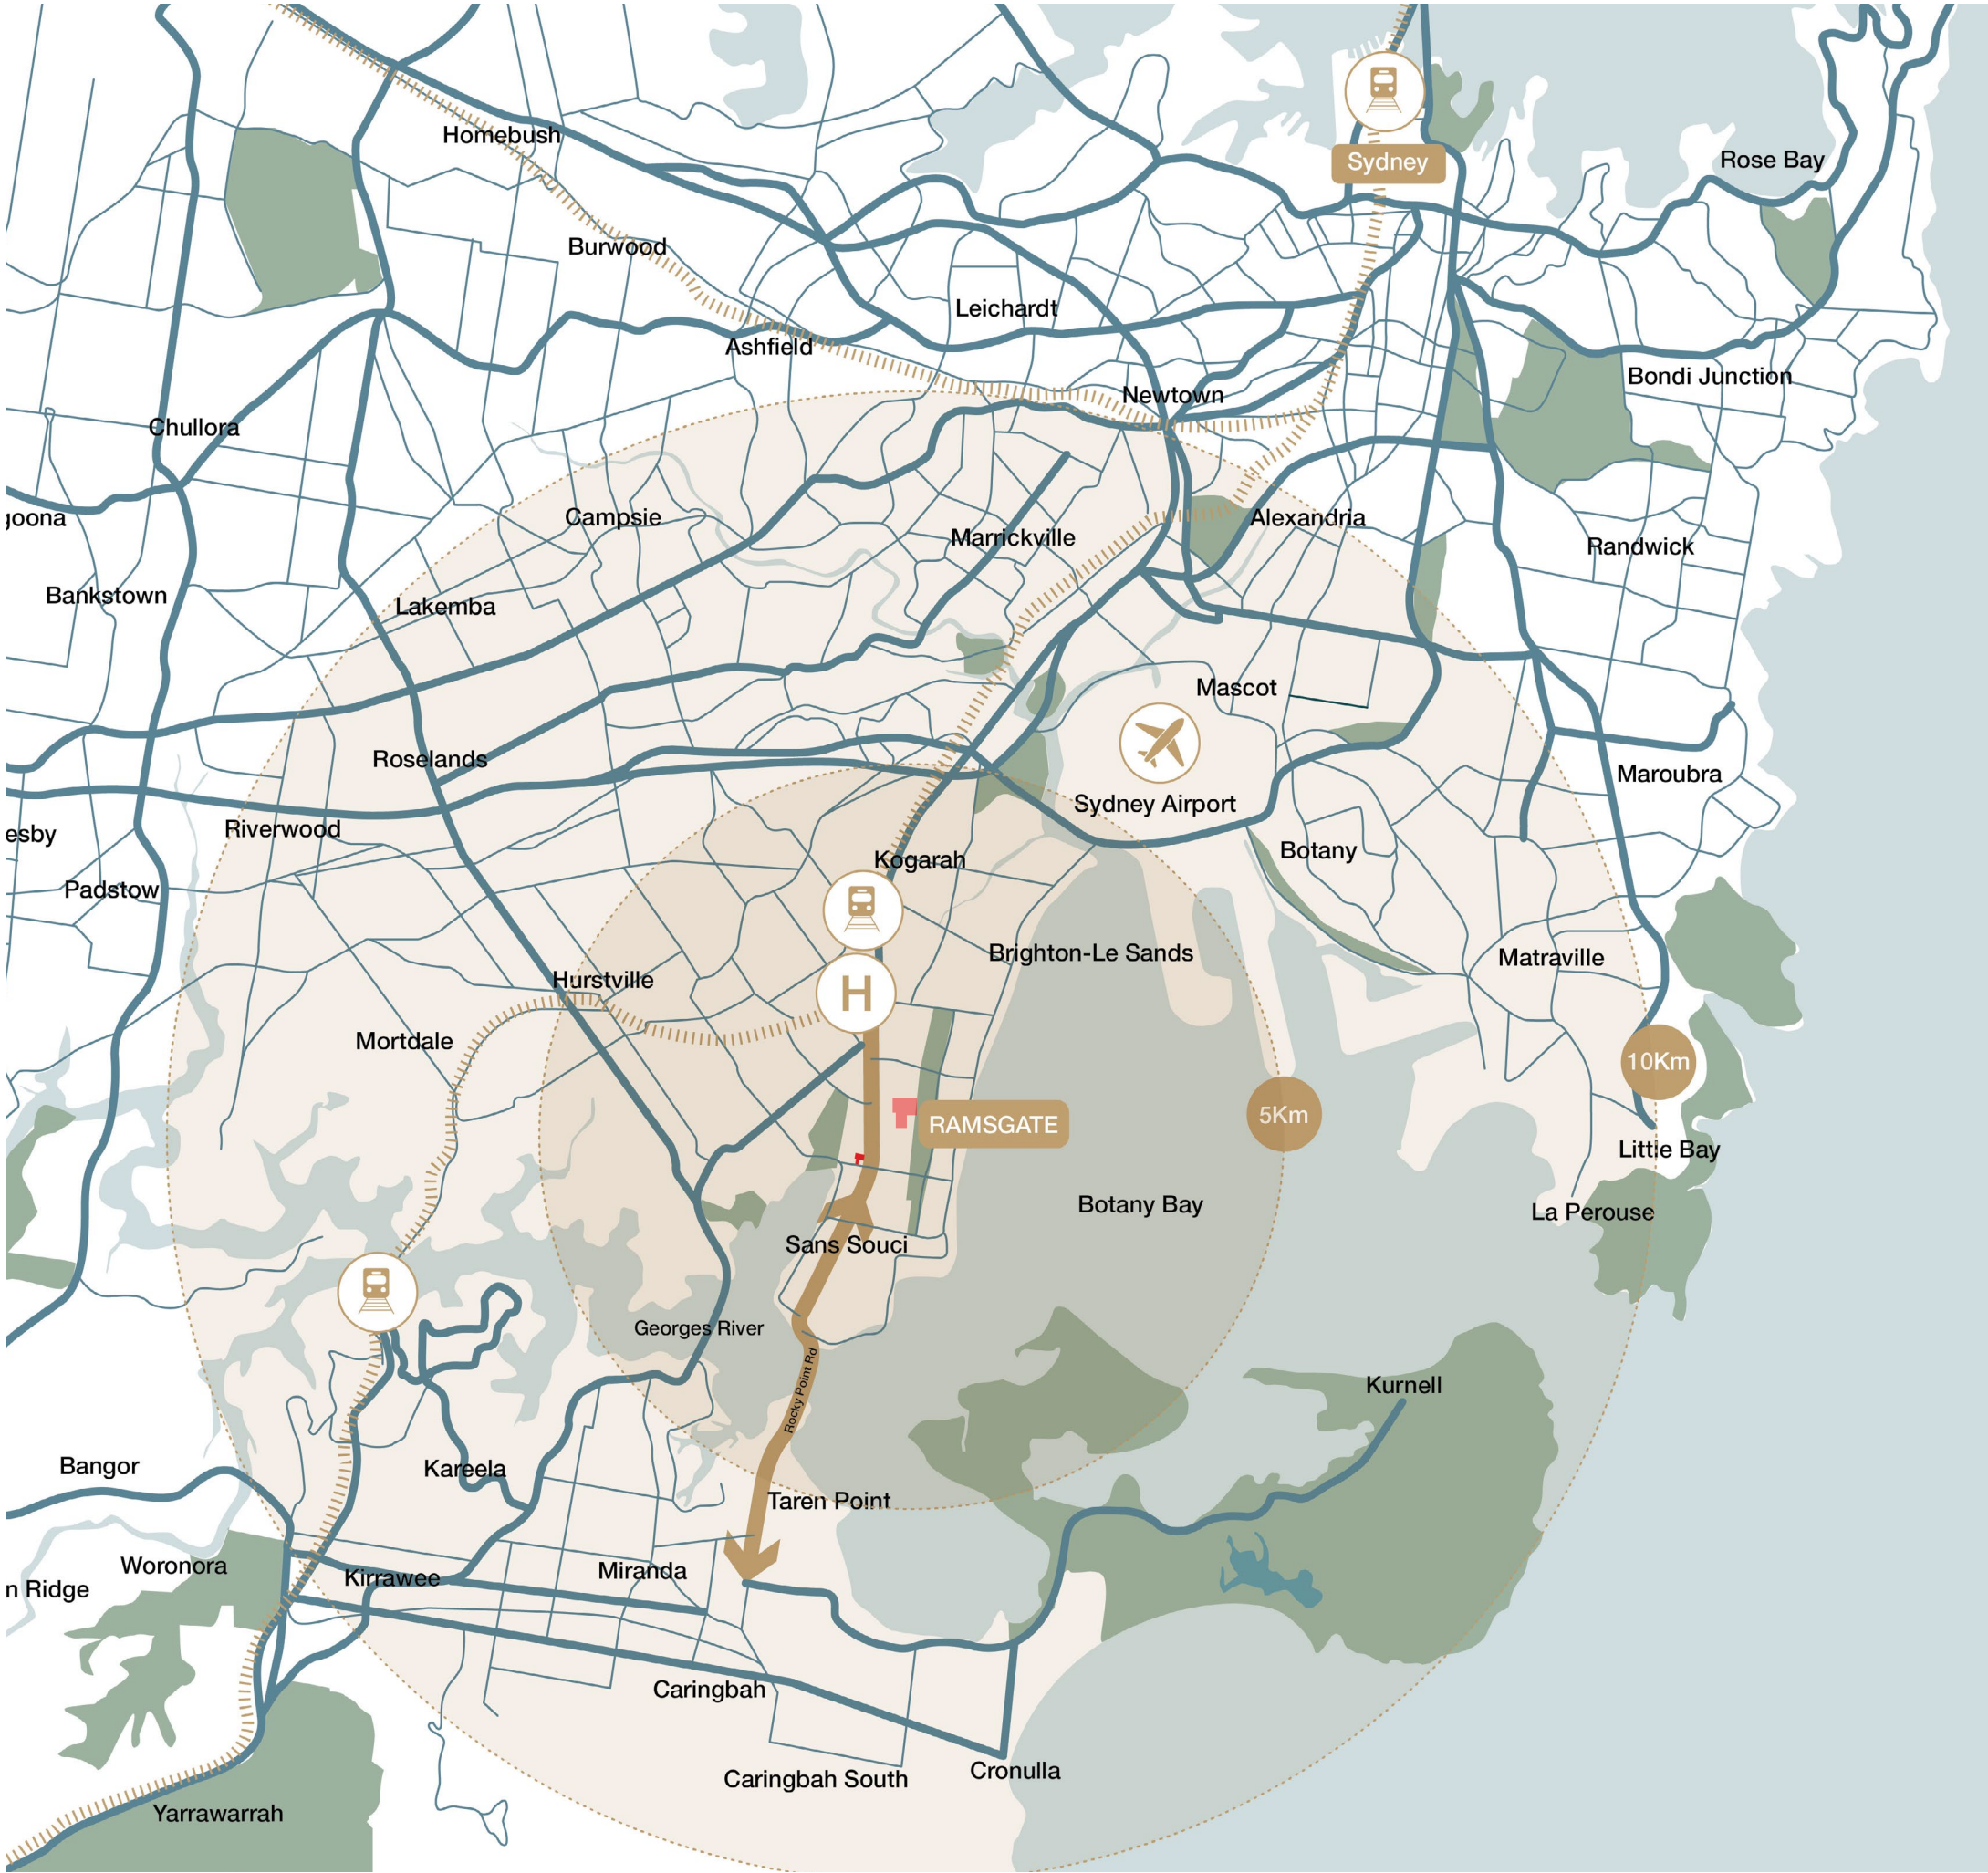 Homebush
Sydney
Rose Bay
Burwood
Leichardt
Ashfield
Bondi Junction
Newtown
Chullora
goona
Campsie
Alexandria
Marrickville
Randwick
Bankstown
Lakemba
Mascot
Roselands
Maroubra
Sydney Airport
Riverwood
esby
Botany
Kogarah
Padstow
Brighton-Le Sands
Matraville
Hurstville
H
Mortdale
10Km
5Km
RAMSGATE
Little Bay
Botany Bay
La Perouse
Sans Souci
Georges River
Rocky Point Rd
Kurnell
Bangor
Kareela
Taren Point
Woronora
Miranda
Kirrawee
n Ridge
Caringbah
Cronulla
Caringbah South
Yarrawarrah